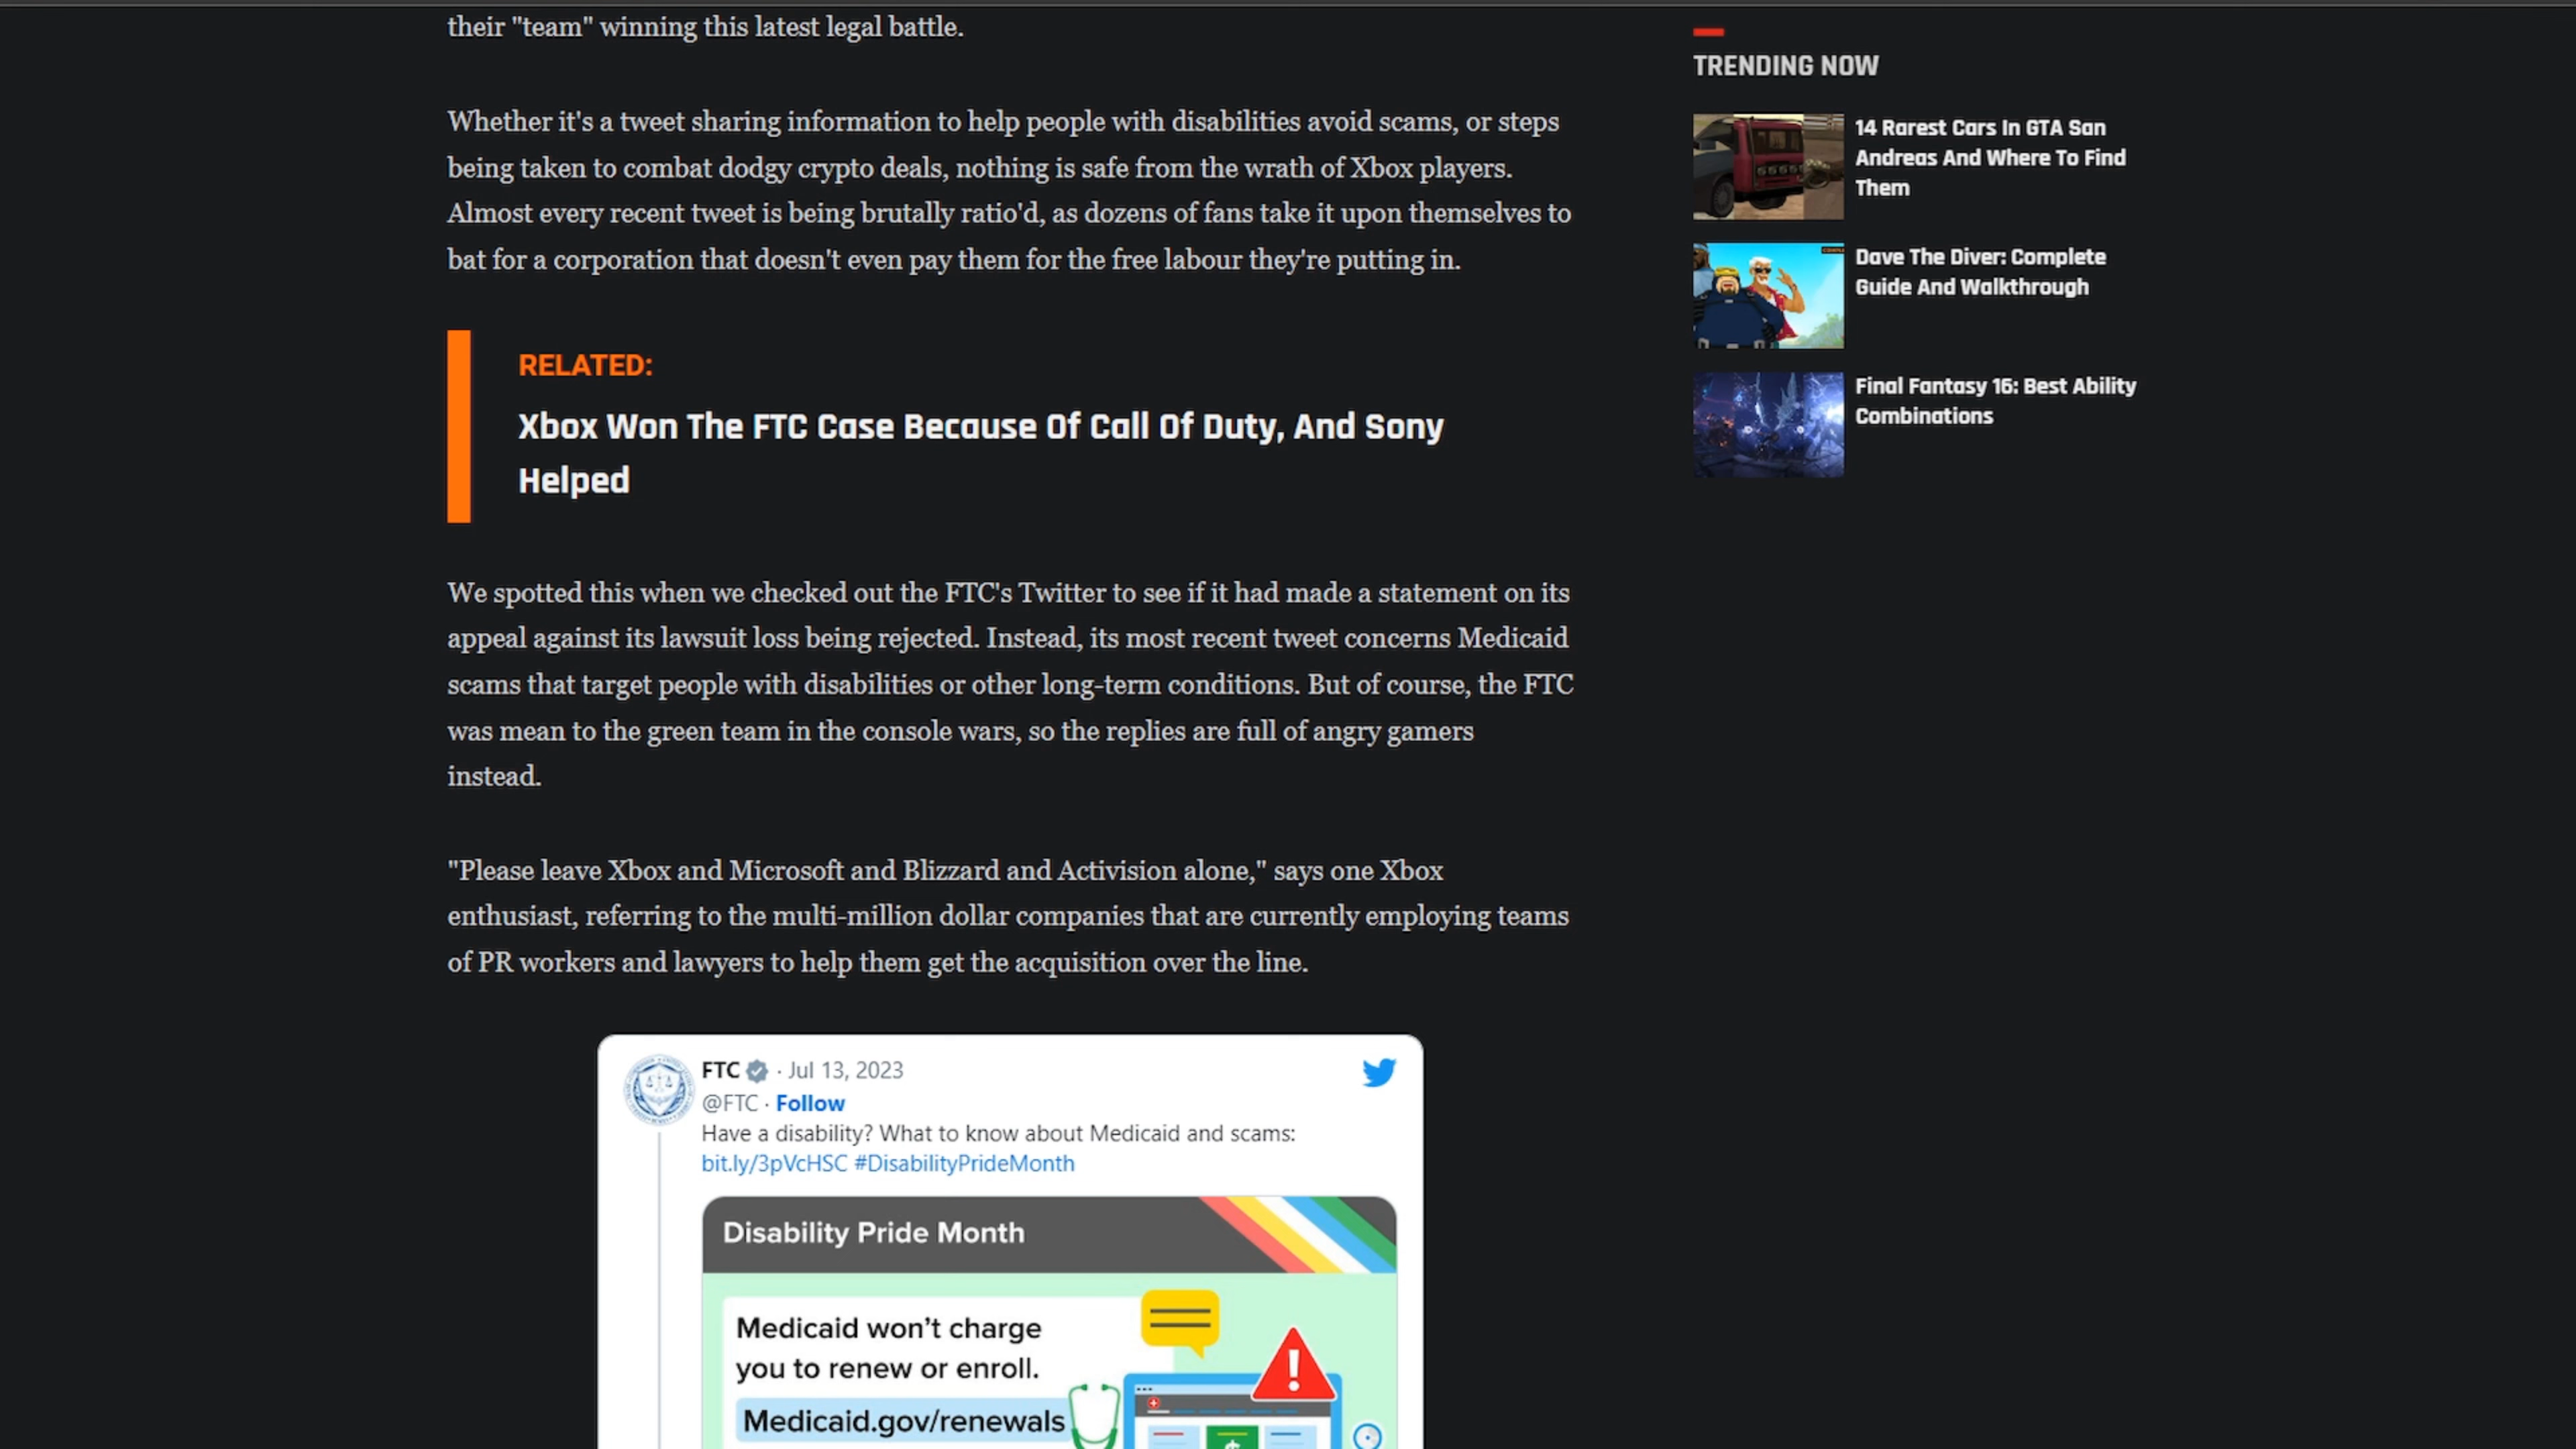 their "team" winning this latest legal battle.
Whether it's a tweet sharing information to help people with disabilities avoid scams, or steps
being taken to combat dodgy crypto deals, nothing is safe from the wrath of Xbox players.
Almost every recent tweet is being brutally ratio'd, as dozens of fans take it upon themselves to
bat for a corporation that doesn't even pay them for the free labour they're putting in.
RELATED:
Xbox Won The FTC Case Because Of Call Of Duty, And Sony
Helped
We spotted this when we checked out the FTC's Twitter to see if it had made a statement on its
appeal against its lawsuit loss being rejected. Instead, its most recent tweet concerns Medicaid
scams that target people with disabilities or other long-term conditions. But of course, the FTC
was mean to the green team in the console wars, so the replies are full of angry gamers
instead.
"Please leave Xbox and Microsoft and Blizzard and Activision alone," says one Xbox
enthusiast, referring to the multi-million dollar companies that are currently employing teams
of PR workers and lawyers to help them get the acquisition over the line.
FTC · Jul 13, 2023
@FTC · Follow
Have a disability? What to know about Medicaid and scams:
bit.ly/3pVcHSC #DisabilityPrideMonth
Disability Pride Month
Medicaid won't charge
you to renew or enroll.
Medicaid.gov/renewals
TRENDING NOW
14 Rarest Cars In GTA San
Andreas And Where To Find
Them
Dave The Diver: Complete
Guide And Walkthrough
Final Fantasy 16: Best Ability
Combinations